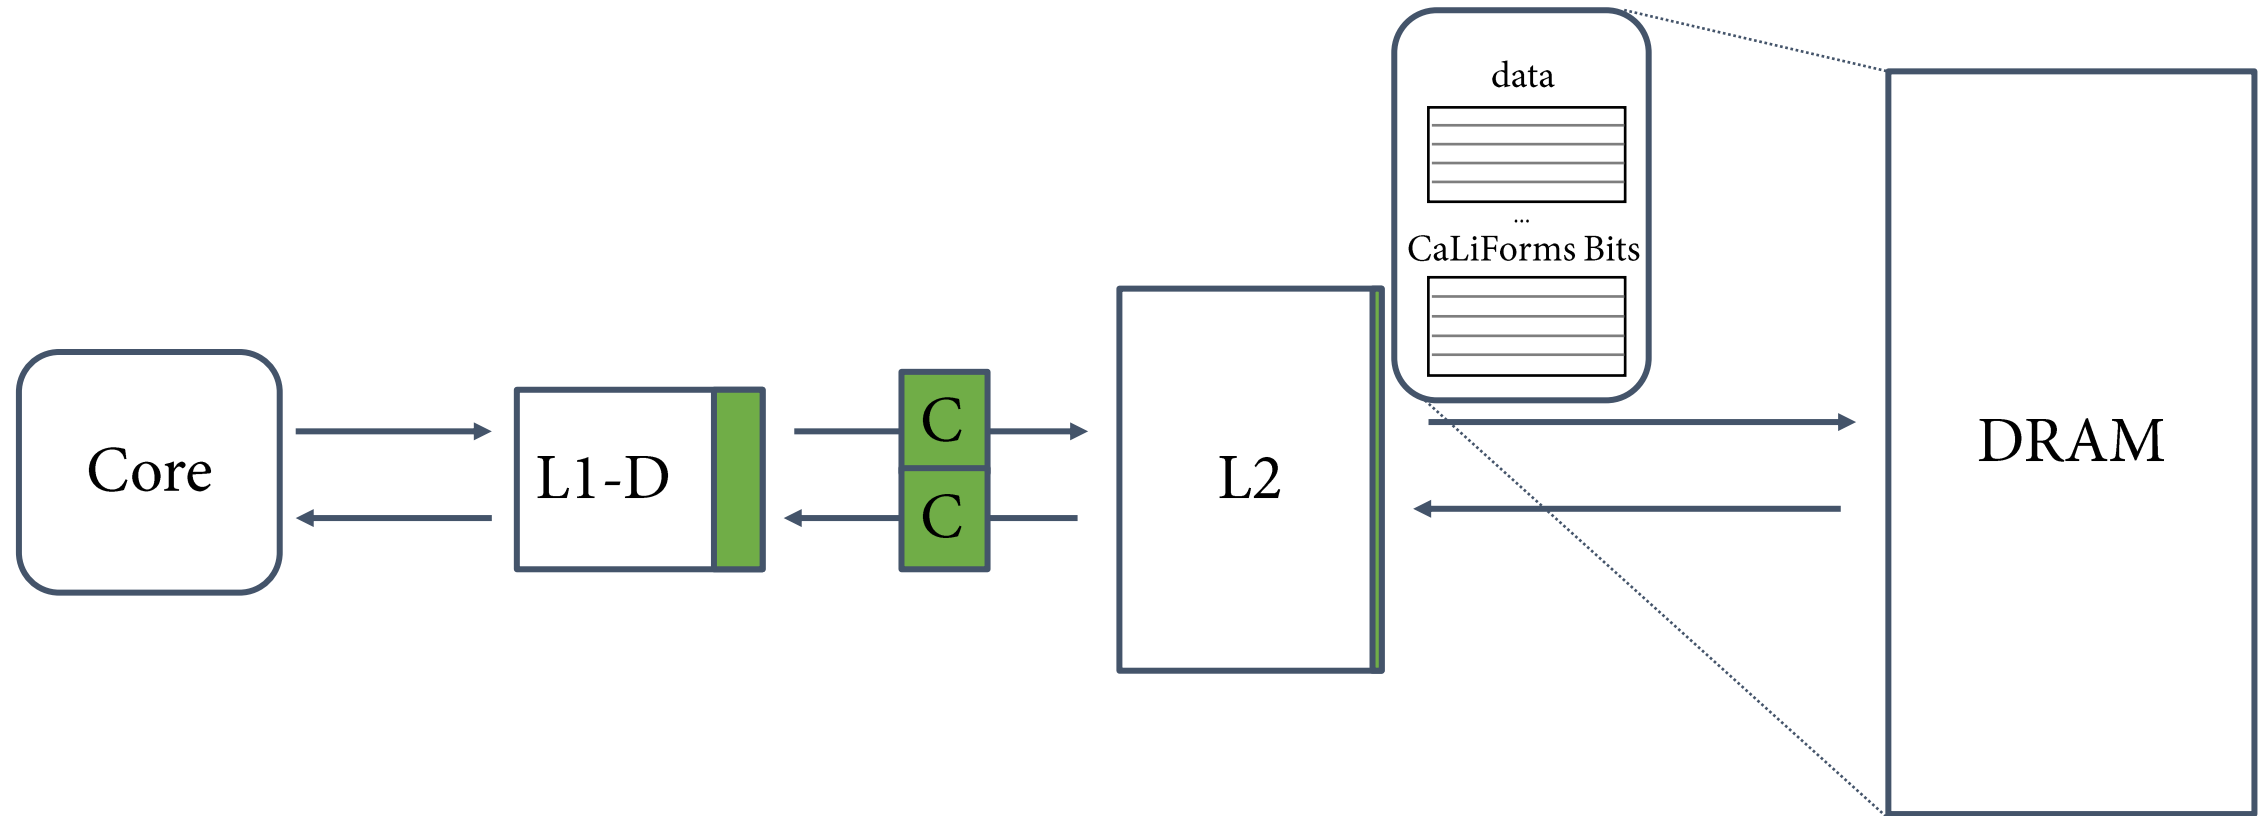 data
...
CaLiForms Bits
Core
L1-D
C
C
L2
DRAM